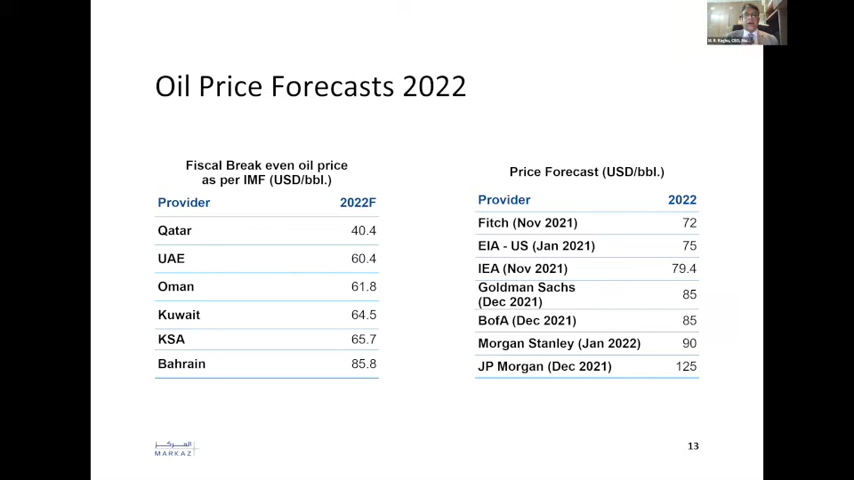 Oil Price Forecasts 2022
Fiscal Break even oil price
as per IMF (USD/bbl.)
Provider 2022F
Qatar 40.4
UAE 60.4
Oman 61.8
Kuwait 64.5
KSA 65.7
Bahrain 85.8
Price Forecast (USD/bbl.)
Provider 2022
Fitch (Nov 2021) 72
EIA - US (Jan 2021) 75
IEA (Nov 2021) 79.4
Goldman Sachs
(Dec 2021) 85
BofA (Dec 2021) 85
Morgan Stanley (Jan 2022) 90
JP Morgan (Dec 2021) 125
المركز
MARKAZ
13